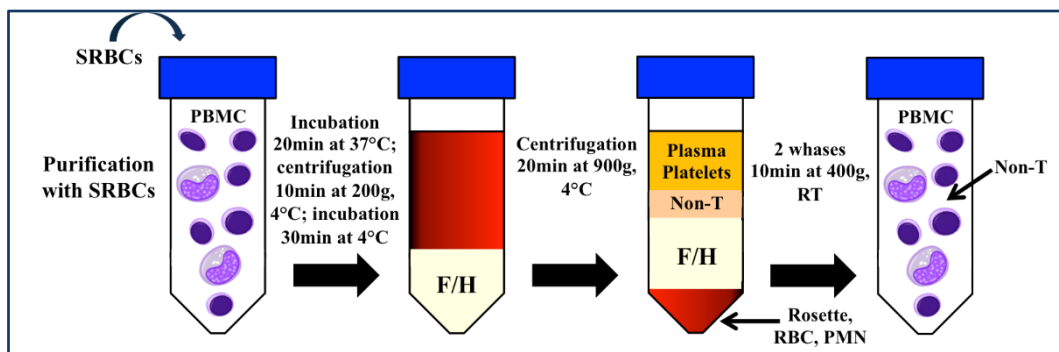 SRBCs
Purification
with SRBCs
PBMC
Incubation
20min at 37°C;
centrifugation
10min at 200g,
4°C; incubation
30min at 4°C
F/H
Centrifugation
20min at 900g,
4°C
Plasma
Platelets
Non-T
F/H
Rosette,
RBC, PMN
2 whases
10min at 400g,
RT
PBMC
Non-T